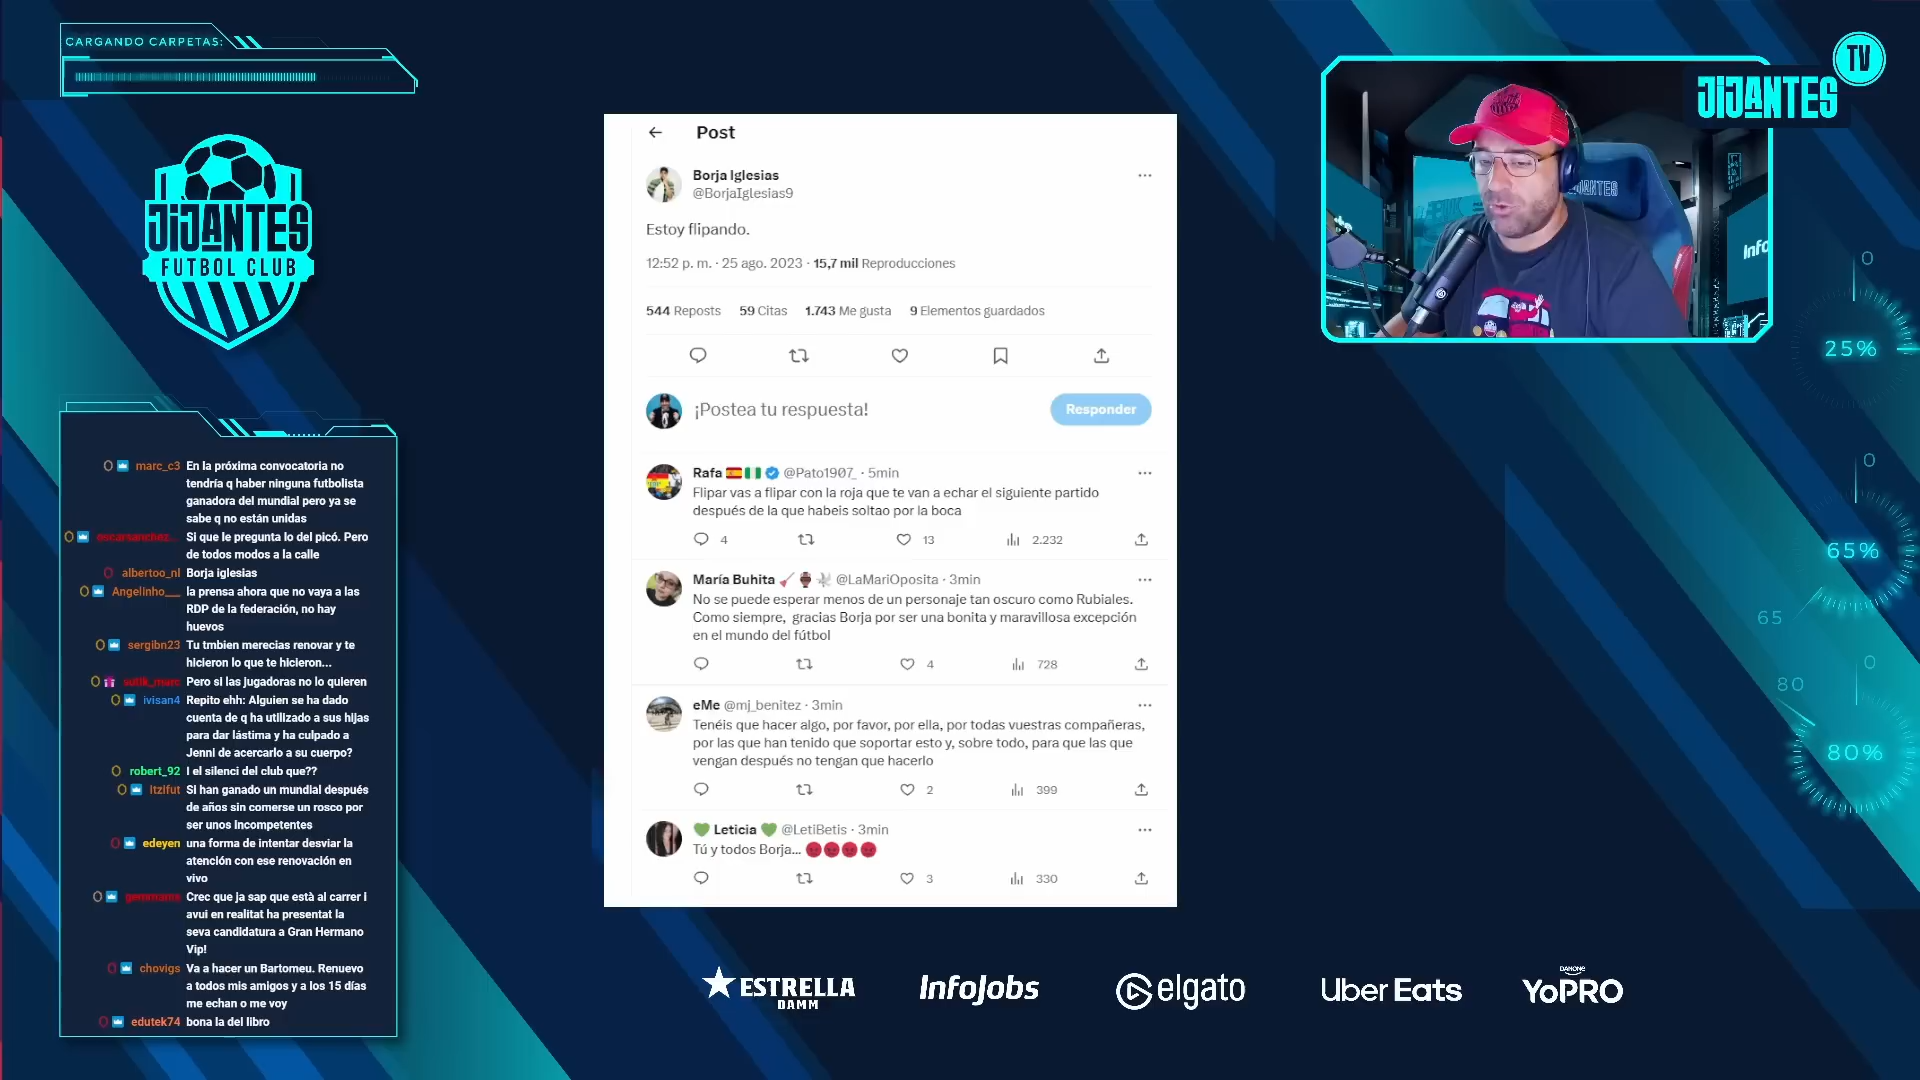 CARGANDO CARPETAS:
JIJANTES
FUTBOL CLUB
marc_c3 En la próxima convocatoria no
tendría q haber ninguna futbolista
ganadora del mundial pero ya se
sabe q no están unidas
Si que le pregunta lo del picó. Pero
de todos modos a la calle
albertoo_nl Borja iglesias
Angelinho___ la prensa ahora que no vaya a las
RDP de la federación, no hay
huevos
sergibn23 Tu tmbien merecias renovar y te
hicieron lo que te hicieron...
Pero si las jugadoras no lo quieren
ivisan4 Repito ehh: Alguien se ha dado
cuenta de q ha utilizado a sus hijas
para dar lástima y ha culpado a
Jenni de acercarlo a su cuerpo?
robert_92 I el silenci del club que??
Itzifut SI han ganado un mundial después
de años sin comerse un rosco por
ser unos Incompetentes
edeyen una forma de intentar desviar la
atención con ese renovación en
vivo
Crec que ja sap que està al carrer I
avui en realitat ha presentat la
seva candidatura a Gran Hermano
Vip!
chovigs Va a hacer un Bartomeu. Renuevo
a todos mis amigos y a los 15 días
me echan o me voy
edutek74 bona la del libro
Post
Borja Iglesias
@BorjaIglesias9
Estoy flipando.
12:52 p. m. · 25 ago. 2023 · 15,7 mil Reproducciones
544 Reposts 59 Citas 1.743 Me gusta 9 Elementos guardados
¡Postea tu respuesta!
Responder
Rafa @Pato1907_ · 5min
Flipar vas a flipar con la roja que te van a echar el siguiente partido
después de la que habeis soltao por la boca
4 13 2.232
María Buhita @LaMariOposita · 3min
No se puede esperar menos de un personaje tan oscuro como Rubiales.
Como siempre, gracias Borja por ser una bonita y maravillosa excepción
en el mundo del fútbol
4 728
eMe @mj_benitez · 3min
Tenéis que hacer algo, por favor, por ella, por todas vuestras compañeras,
por las que han tenido que soportar esto y, sobre todo, para que las que
vengan después no tengan que hacerlo
2 399
Leticia @LetiBetis · 3min
Tú y todos Borja...
3 330
JIJANTES
TV
0
25%
0
65%
65
0
80
80%
ESTRELLA
DAMM
InfoJobs
elgato
Uber Eats
DANONE
YoPRO